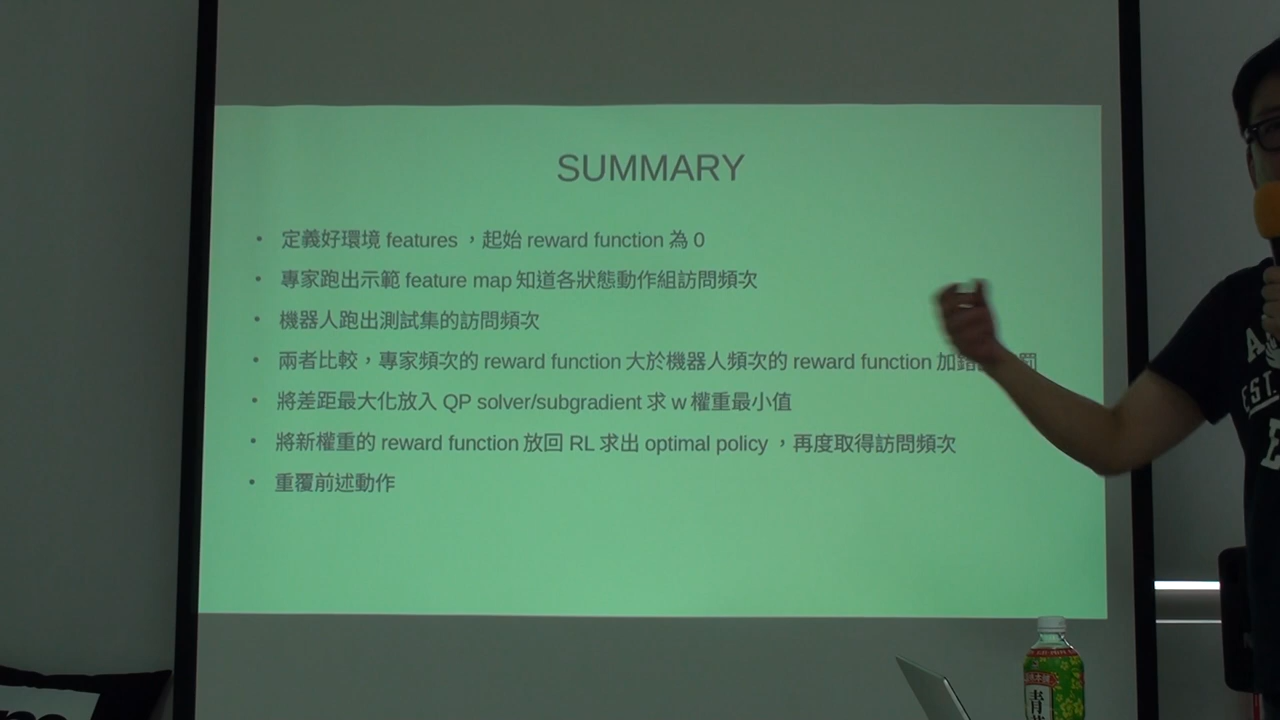 SUMMARY
• 定義好環境 features ，起始 reward function 為 0
• 專家跑出示範 feature map 知道各狀態動作組訪問頻次
• 機器人跑出測試集的訪問頻次
• 兩者比較，專家頻次的 reward function 大於機器人頻次的 reward function 加
• 將差距最大化放入 QP solver/subgradient 求 w 權重最小值
• 將新權重的 reward function 放回 RL 求出 optimal policy ，再度取得訪問頻次
• 重覆前述動作
EST.
青